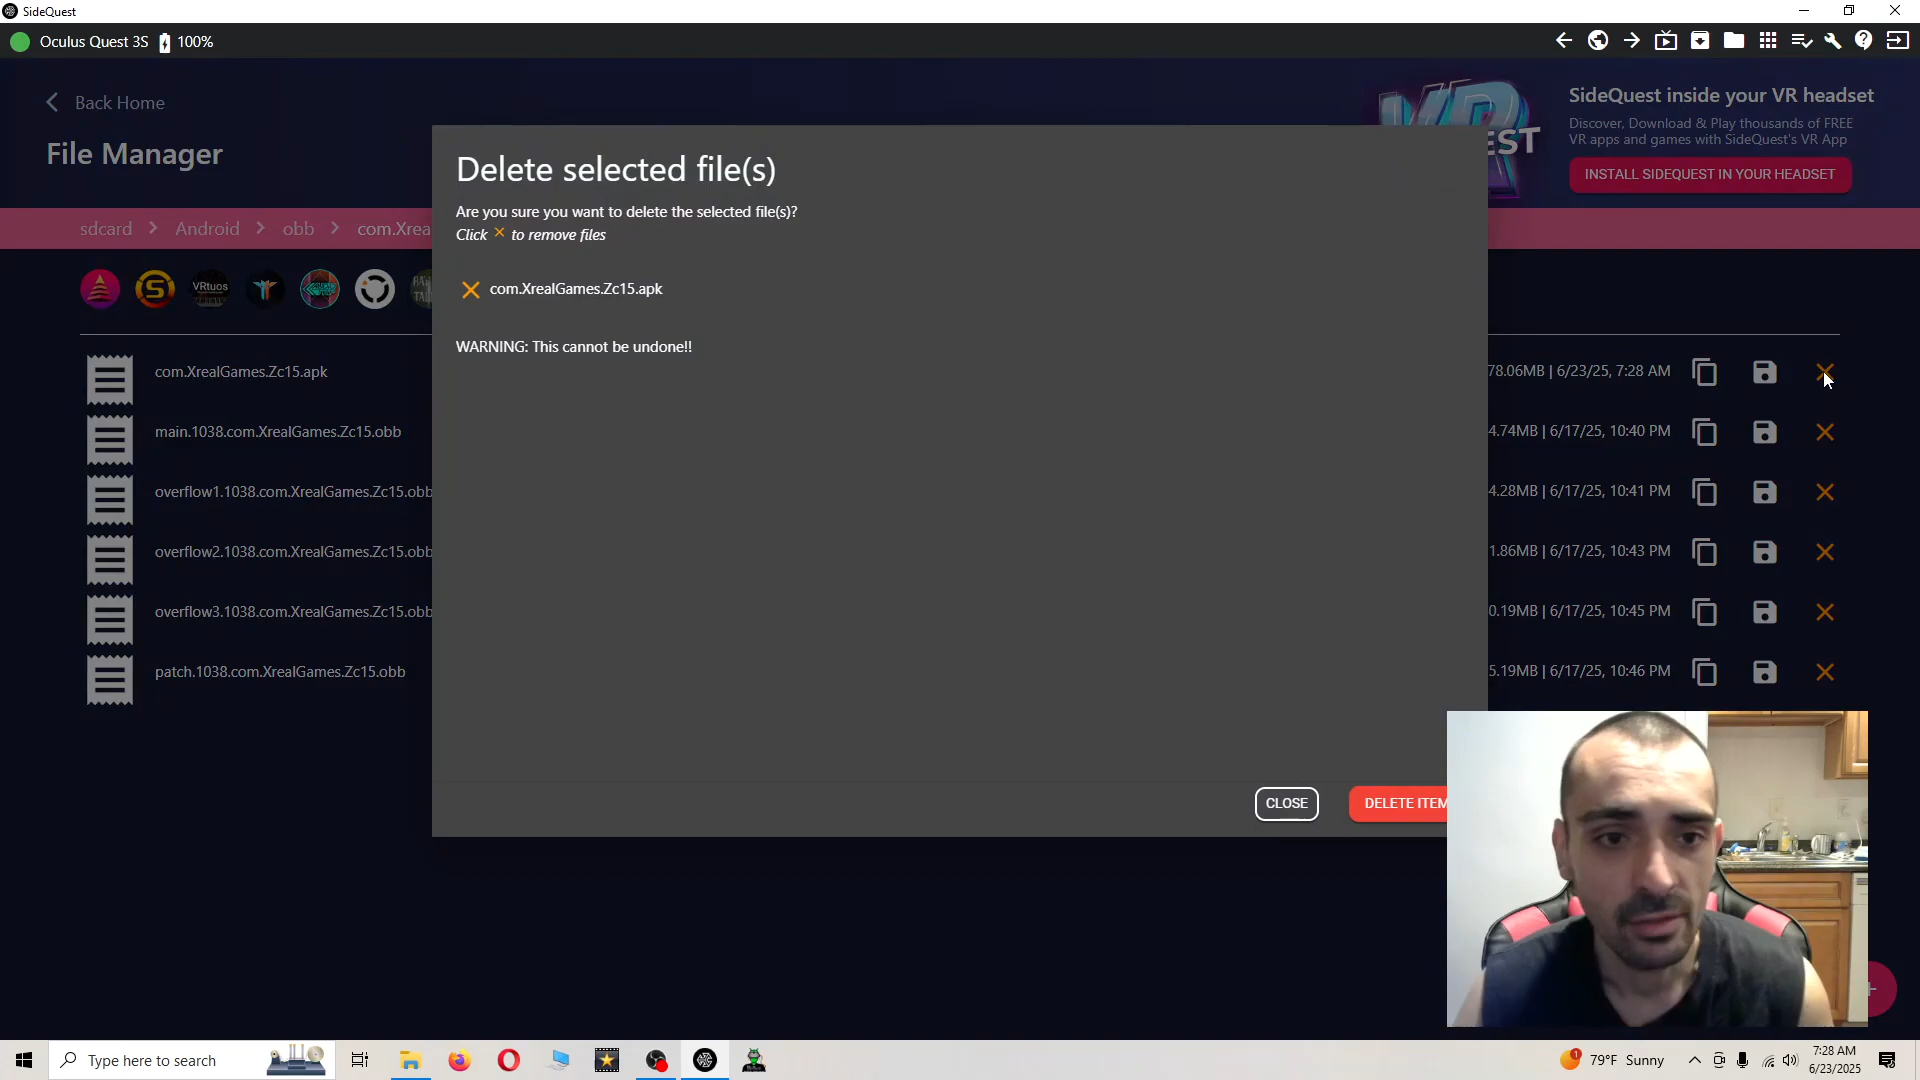 SideQuest
Oculus Quest 3S 100%
Back Home
File Manager
SideQuest inside your VR headset
Discover, Download & Play thousands of FREE
VR apps and games with SideQuest's VR App
INSTALL SIDEQUEST IN YOUR HEADSET
VR
EST
sdcard > Android > obb > com.Xrea
VRtuos
Delete selected file(s)
Are you sure you want to delete the selected file(s)?
Click × to remove files
com.XrealGames.Zc15.apk
WARNING: This cannot be undone!!
com.XrealGames.Zc15.apk 78.06MB | 6/23/25, 7:28 AM
main.1038.com.XrealGames.Zc15.obb 4.74MB | 6/17/25, 10:40 PM
overflow1.1038.com.XrealGames.Zc15.obb 4.28MB | 6/17/25, 10:41 PM
overflow2.1038.com.XrealGames.Zc15.obb 1.86MB | 6/17/25, 10:43 PM
overflow3.1038.com.XrealGames.Zc15.obb 0.19MB | 6/17/25, 10:45 PM
patch.1038.com.XrealGames.Zc15.obb 5.19MB | 6/17/25, 10:46 PM
CLOSE
DELETE ITEM
Type here to search
1
79°F Sunny
7:28 AM
6/23/2025